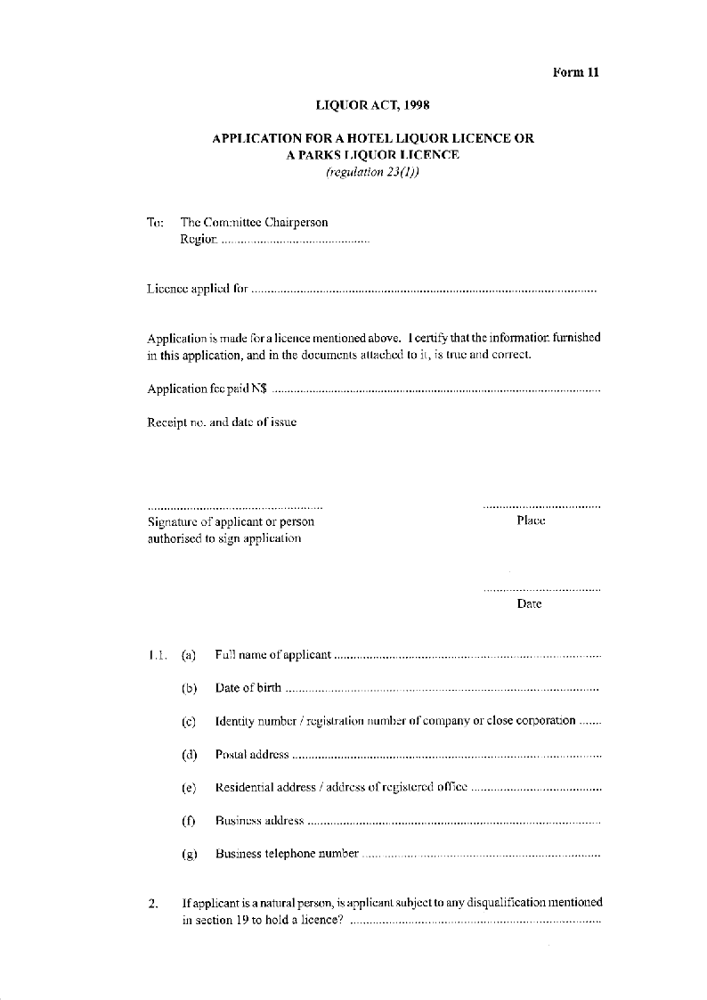 Form 11
LIQUOR ACT, 1998
APPLICATION FOR A HOTEL LIQUOR LICENCE OR
A PARKS LIQUOR LICENCE
(regulation 23(1))
To: The Committee Chairperson
Region ..............................................
Licence applied for ..........................................................................................................
Application is made for a licence mentioned above. I certify that the information furnished
in this application, and in the documents attached to it, is true and correct.
Application fee paid N$ .....................................................................................................
Receipt no. and date of issue
...................................................... ....................................
Signature of applicant or person Place
authorised to sign application
....................................
Date
1.1. (a) Full name of applicant ..................................................................................
(b) Date of birth ................................................................................................
(c) Identity number / registration number of company or close corporation .......
(d) Postal address ...............................................................................................
(e) Residential address / address of registered office ........................................
(f) Business address ..........................................................................................
(g) Business telephone number .........................................................................
2. If applicant is a natural person, is applicant subject to any disqualification mentioned
in section 19 to hold a licence? .............................................................................